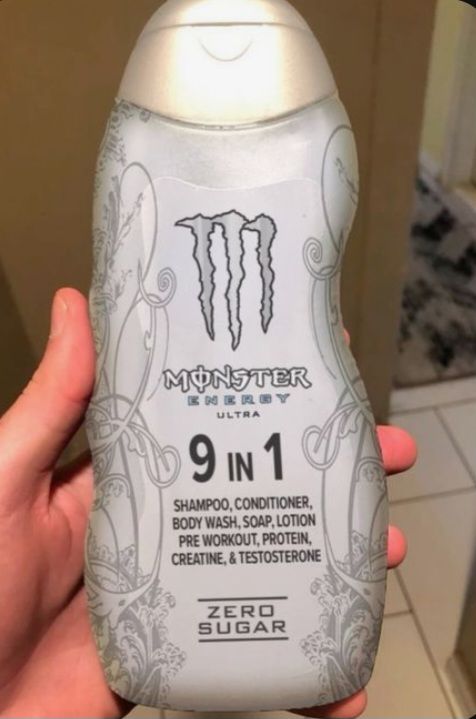 MONSTER
ENERGY
ULTRA
9 IN 1
SHAMPOO, CONDITIONER,
BODY WASH, SOAP, LOTION
PRE WORKOUT, PROTEIN,
CREATINE, & TESTOSTERONE
ZERO
SUGAR